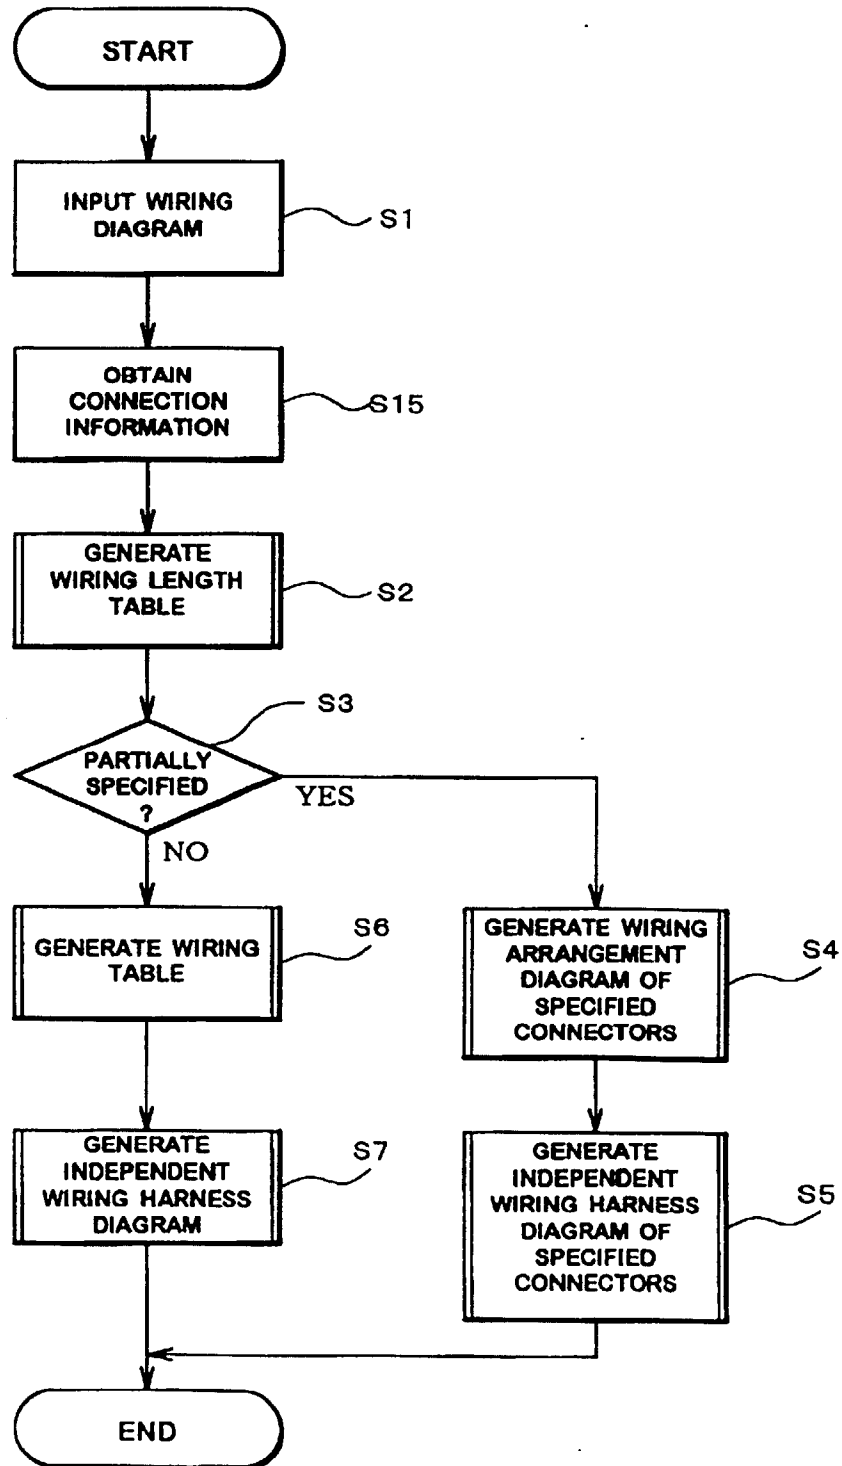 START
INPUT WIRING
DIAGRAM
S1
OBTAIN
CONNECTION
INFORMATION
S15
GENERATE
WIRING LENGTH
TABLE
S2
S3
PARTIALLY
SPECIFIED
?
YES
NO
GENERATE WIRING
TABLE
S6
GENERATE WIRING
ARRANGEMENT
DIAGRAM OF
SPECIFIED
CONNECTORS
S4
GENERATE
INDEPENDENT
WIRING HARNESS
DIAGRAM
S7
GENERATE
INDEPENDENT
WIRING HARNESS
DIAGRAM OF
SPECIFIED
CONNECTORS
S5
END